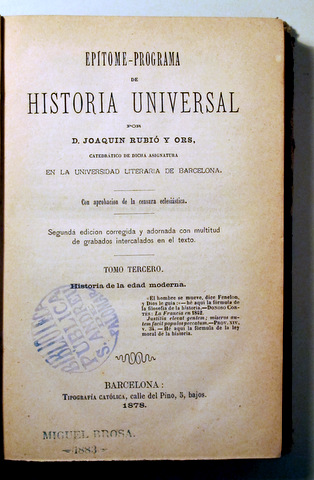 EPÍTOME-PROGRAMA
DE
HISTORIA UNIVERSAL
POR
D. JOAQUIN RUBIÓ Y ORS,
CATEDRÁTICO DE DICHA ASIGNATURA
EN LA UNIVERSIDAD LITERARIA DE BARCELONA.
Con aprobacion de la censura eclesiástica.
Segunda edicion corregida y adornada con multitud
de grabados intercalados en el texto.
TOMO TERCERO.
Historia de la edad moderna.
«El hombre se mueve, dice Fenelon,
y Dios le guia:— hé aquí la fórmula de
la filosofía de la historia.—DONOSO COR-
TÉS: La Francia en 1842.
Justitia elevat gentem; miseros au-
tem facit populos peccatum.—PROV. XIV,
v. 34. — Hé aquí la fórmula de la ley
moral de la historia.
BIBLIOTECA
PUBLICA
BARCELONA:
TIPOGRAFÍA CATÓLICA, calle del Pino, 5, bajos.
1878.
MIGUEL BROSA.
1883